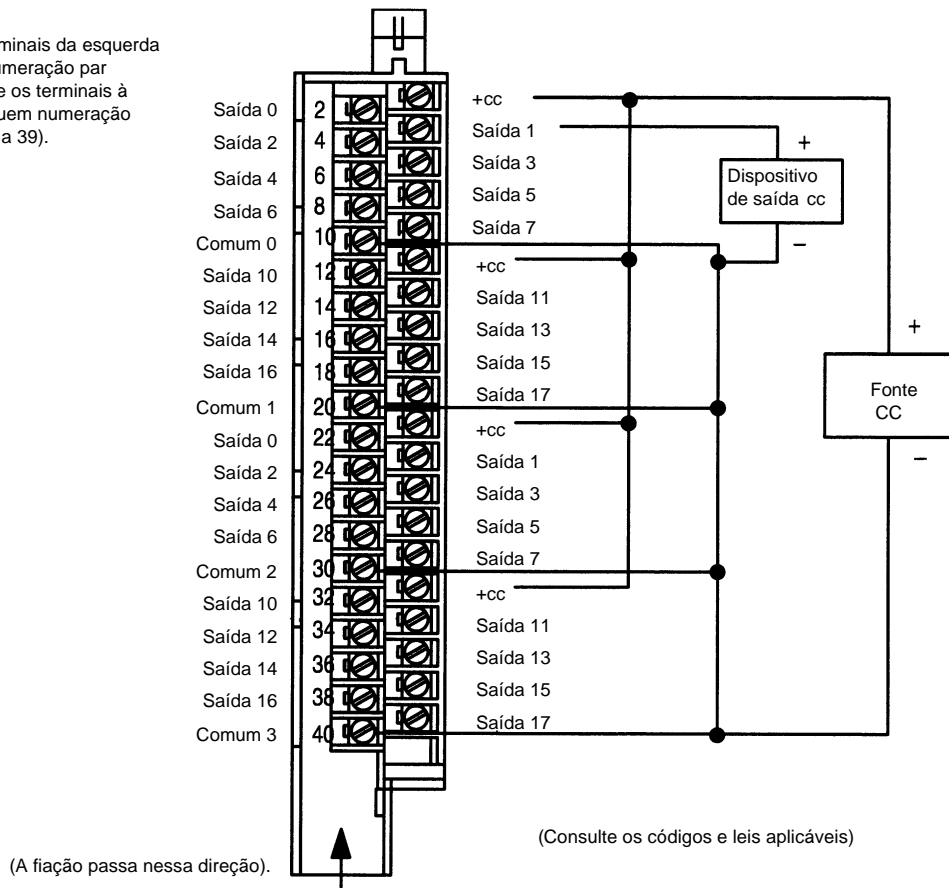 minais da esquerda
umeração par
e os terminais à
uem numeração
a 39).
Saída 0 2 +cc
Saída 2 4 Saída 1
Saída 4 6 Saída 3
Saída 6 8 Saída 5
Comum 0 10 Saída 7
Saída 10 12 +cc
Saída 12 14 Saída 11
Saída 14 16 Saída 13
Saída 16 18 Saída 15
Comum 1 20 Saída 17
Saída 0 22 +cc
Saída 2 24 Saída 1
Saída 4 26 Saída 3
Saída 6 28 Saída 5
Comum 2 30 Saída 7
Saída 10 32 +cc
Saída 12 34 Saída 11
Saída 14 36 Saída 13
Saída 16 38 Saída 15
Comum 3 40 Saída 17
+
Dispositivo
de saída cc
–
+
Fonte
CC
–
(Consulte os códigos e leis aplicáveis)
(A fiação passa nessa direção).